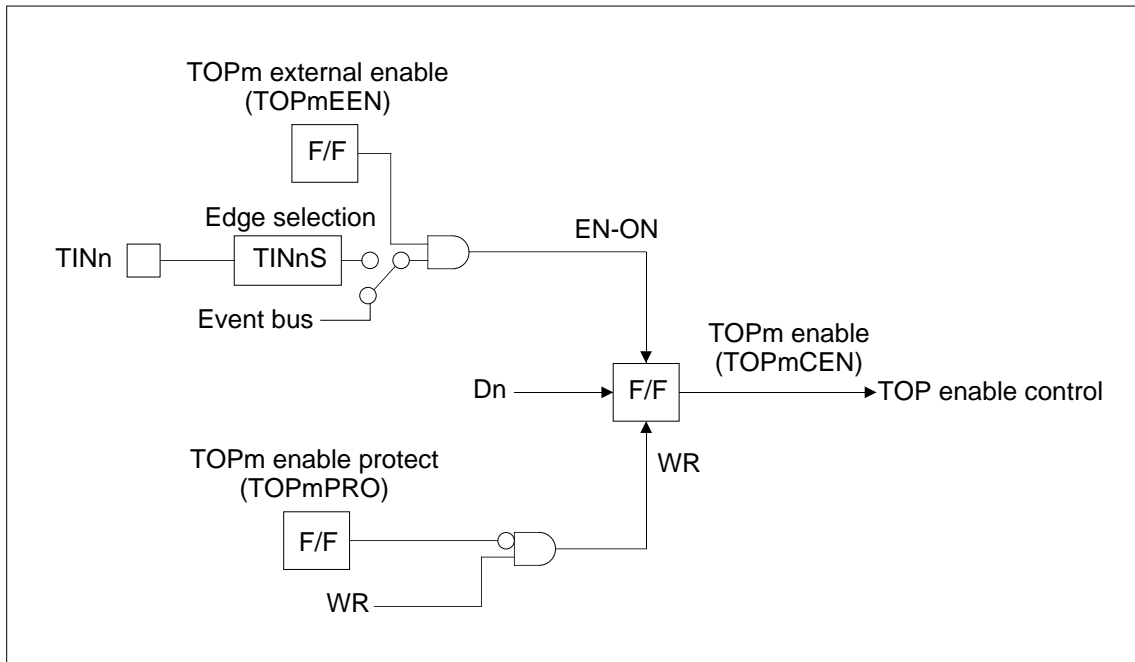 TOPm external enable
(TOPmEEN)
F/F
Edge selection
TINn
TINnS
Event bus
EN-ON
TOPm enable
(TOPmCEN)
Dn
F/F
TOP enable control
WR
TOPm enable protect
(TOPmPRO)
F/F
WR